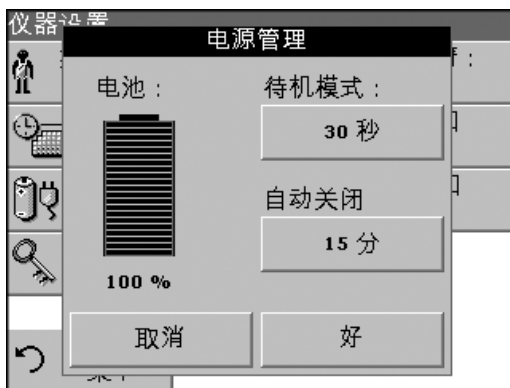 仪器设置
电源管理
电池：
待机模式：
30 秒
自动关闭
15 分
100 %
取消
好